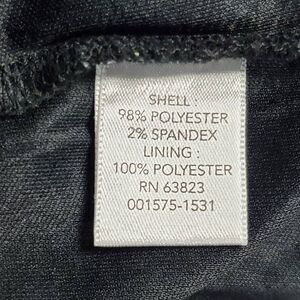 SHELL :
98% POLYESTER
2% SPANDEX
LINING :
100% POLYESTER
RN 63823
001575-1531